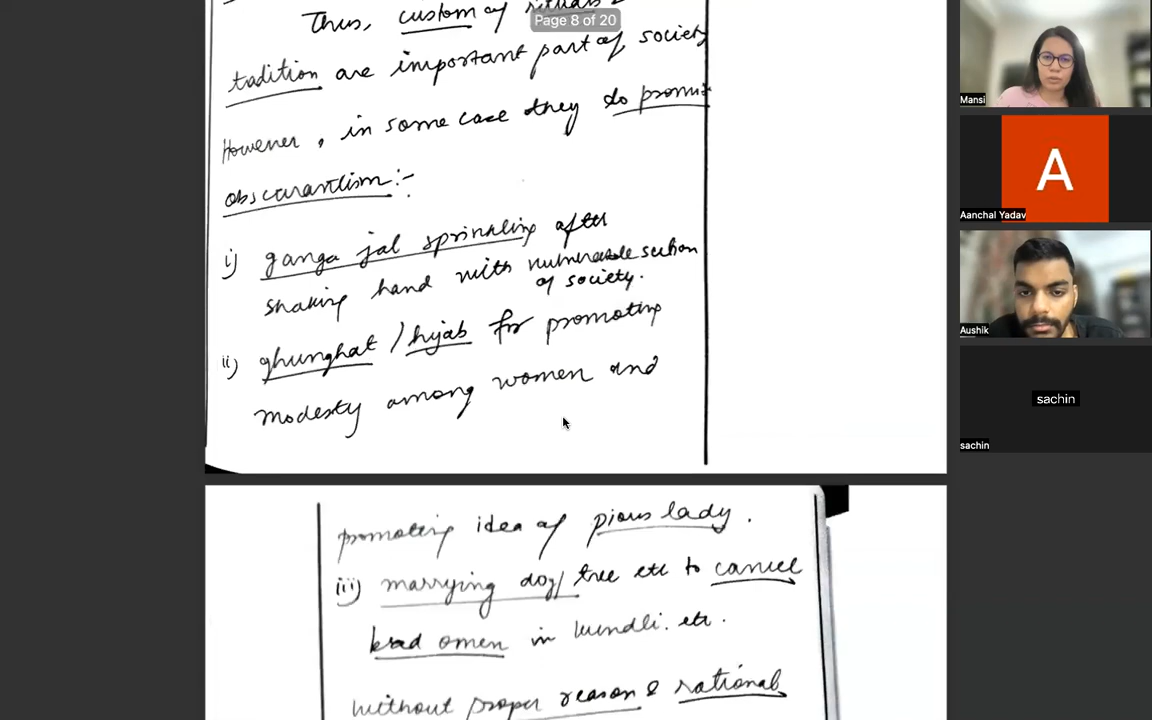 Thus, custom of rituals
Page 8 of 20
tadition are important part of society
However, in some case they do promot
obscurantism:-
i) ganga jal sprinkling after
shaking hand with vulnerable section
of society.
ii) ghunghat / hijab for promoting
modesty among women and
promoting idea of pious lady.
iii) marrying dog/ tree etc to cancel
bad omen in kundli. etc.
without proper reason & rational
Mansi
A
Aanchal Yadav
Aushik
sachin
sachin